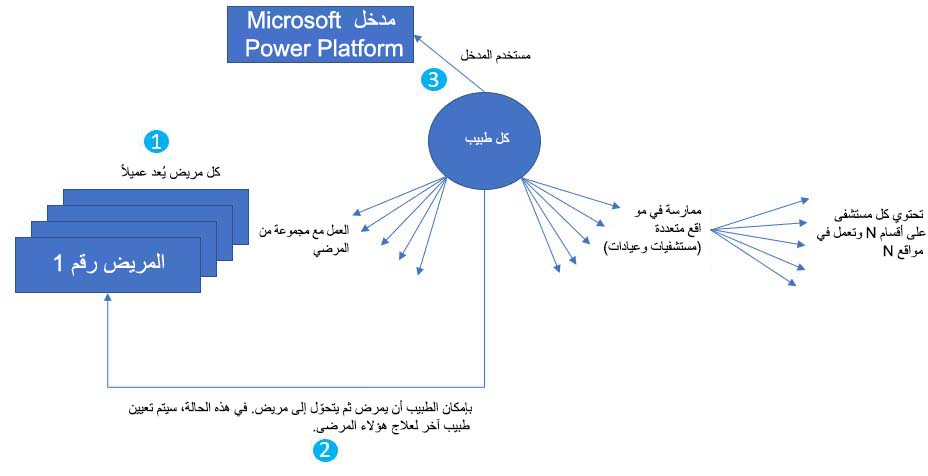 مدخل Microsoft
Power Platform
مستخدم المدخل
3
كل طبيب
1
كل مريض يُعد عميلاً
المريض رقم 1
العمل مع مجموعة من
المرضي
ممارسة في مو
اقع متعددة
(مستشفيات وعيادات)
تحتوي كل مستشفى
على أقسام N وتعمل في
مواقع N
بإمكان الطبيب أن يمرض ثم يتحوّل إلى مريض. في هذه الحالة، سيتم تعيين
طبيب آخر لعلاج هؤلاء المرضى.
2